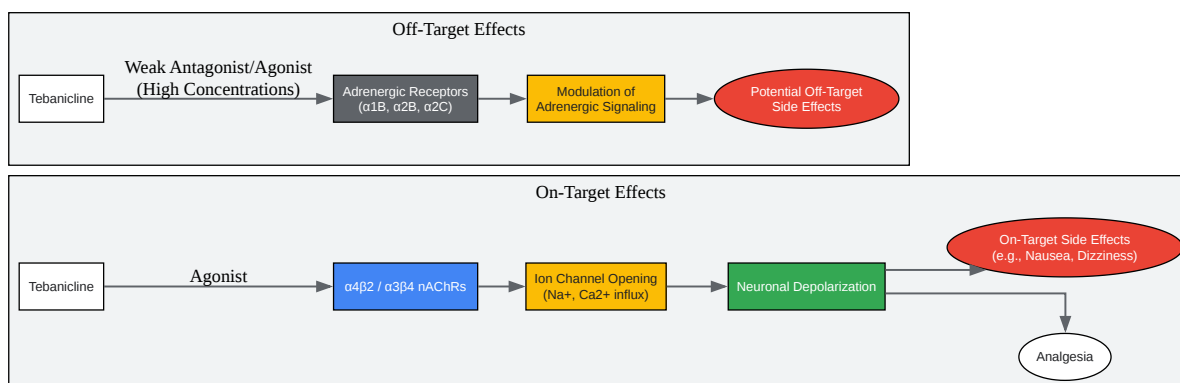 Off-Target Effects
Tebanicline
Weak Antagonist/Agonist
(High Concentrations)
Adrenergic Receptors
(α1B, α2B, α2C)
Modulation of
Adrenergic Signaling
Potential Off-Target
Side Effects
On-Target Effects
Tebanicline
Agonist
α4β2 / α3β4 nAChRs
Ion Channel Opening
(Na+, Ca2+ influx)
Neuronal Depolarization
On-Target Side Effects
(e.g., Nausea, Dizziness)
Analgesia